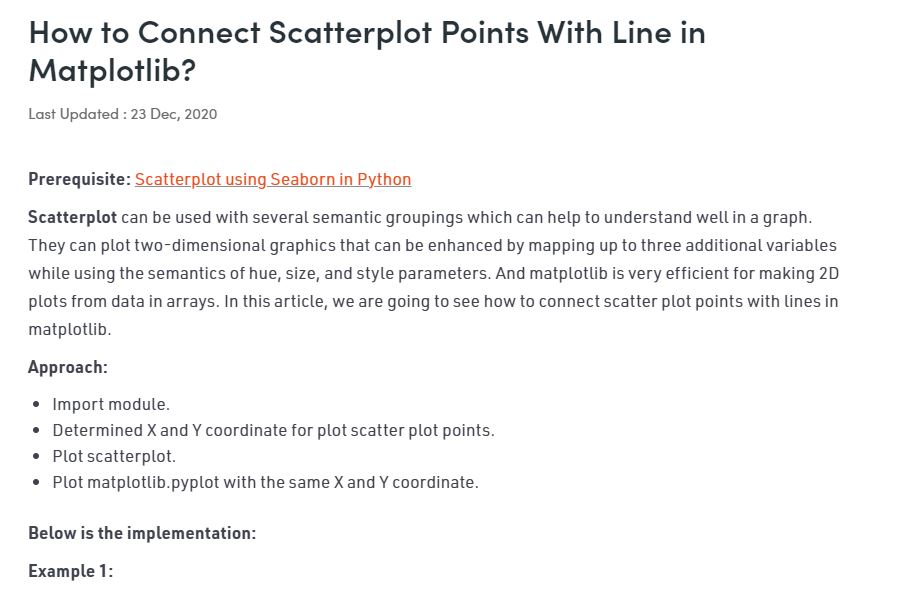 How to Connect Scatterplot Points With Line in
Matplotlib?
Last Updated : 23 Dec, 2020
Prerequisite: Scatterplot using Seaborn in Python
Scatterplot can be used with several semantic groupings which can help to understand well in a graph.
They can plot two-dimensional graphics that can be enhanced by mapping up to three additional variables
while using the semantics of hue, size, and style parameters. And matplotlib is very efficient for making 2D
plots from data in arrays. In this article, we are going to see how to connect scatter plot points with lines in
matplotlib.
Approach:
• Import module.
• Determined X and Y coordinate for plot scatter plot points.
• Plot scatterplot.
• Plot matplotlib.pyplot with the same X and Y coordinate.
Below is the implementation:
Example 1: